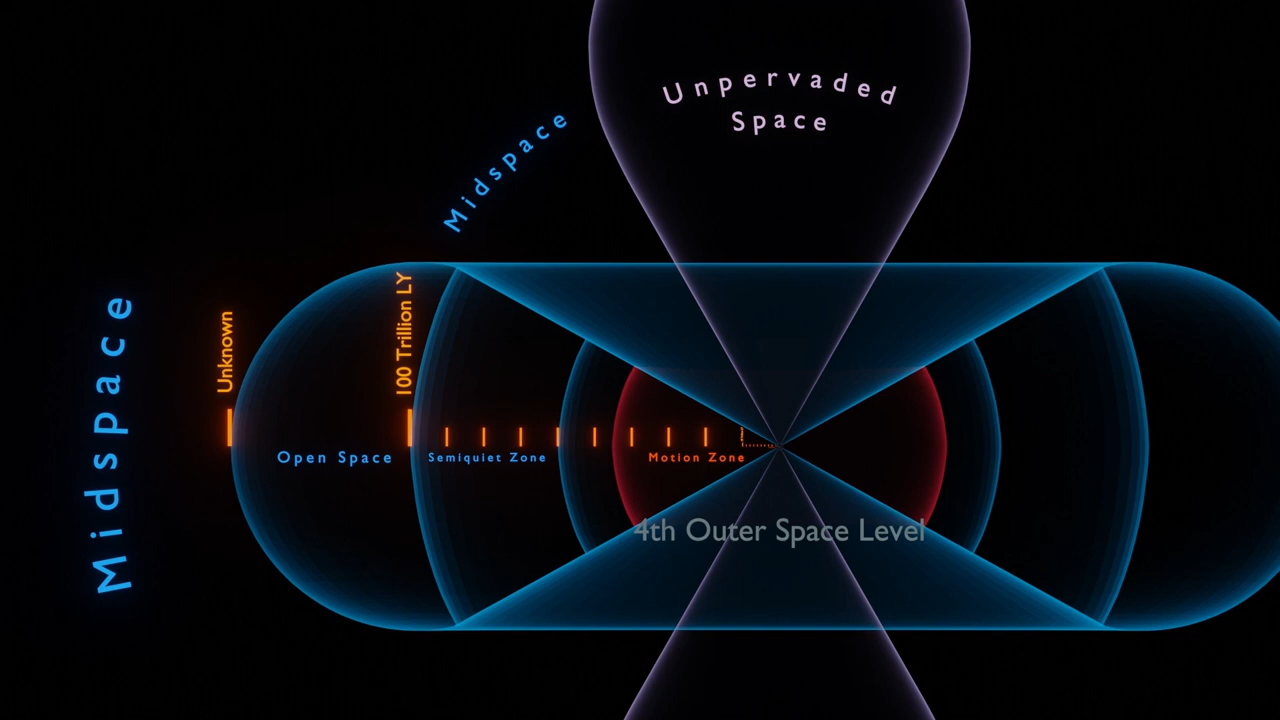 Unpervaded
Space
Midspace
Midspace
Unknown
100 Trillion LY
Open Space
Semiquiet Zone
Motion Zone
4th Outer Space Level